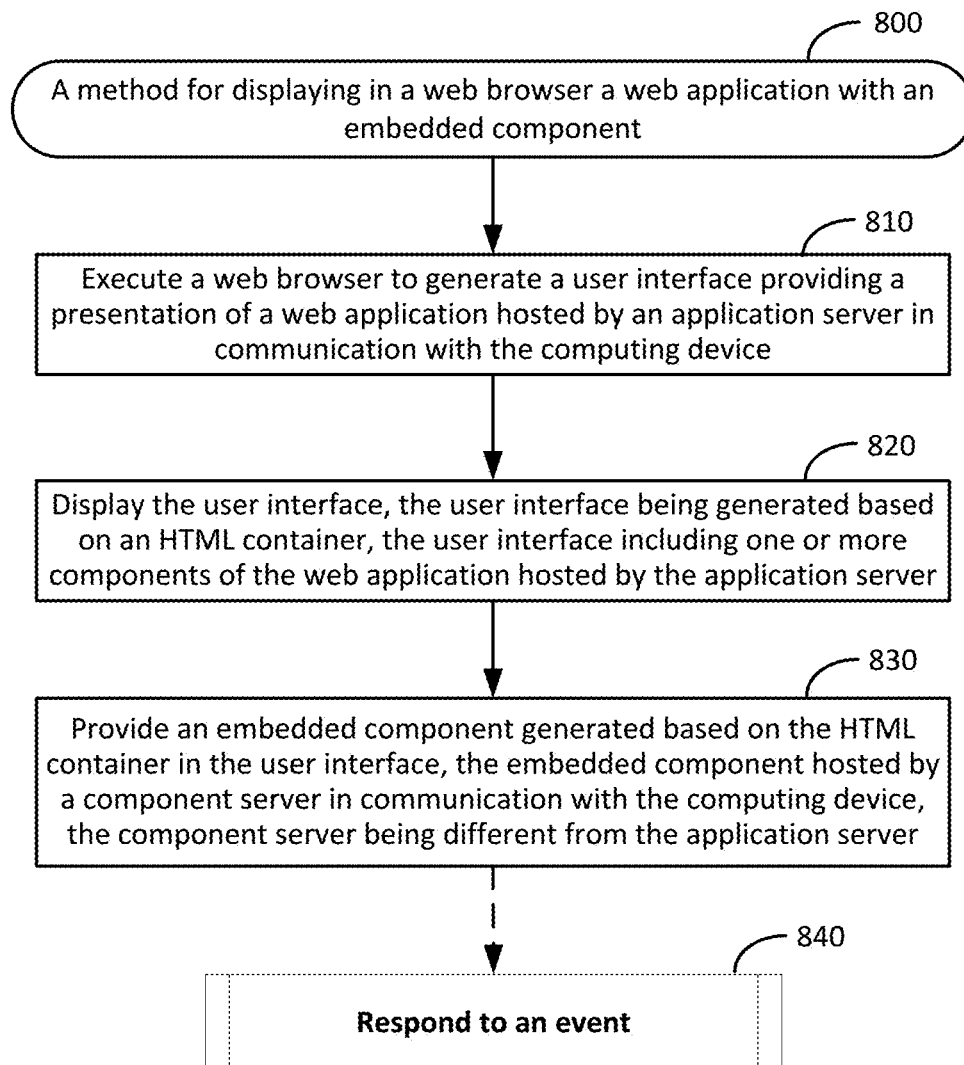 800
A method for displaying in a web browser a web application with an
embedded component
810
Execute a web browser to generate a user interface providing a
presentation of a web application hosted by an application server in
communication with the computing device
820
Display the user interface, the user interface being generated based
on an HTML container, the user interface including one or more
components of the web application hosted by the application server
830
Provide an embedded component generated based on the HTML
container in the user interface, the embedded component hosted by
a component server in communication with the computing device,
the component server being different from the application server
840
Respond to an event